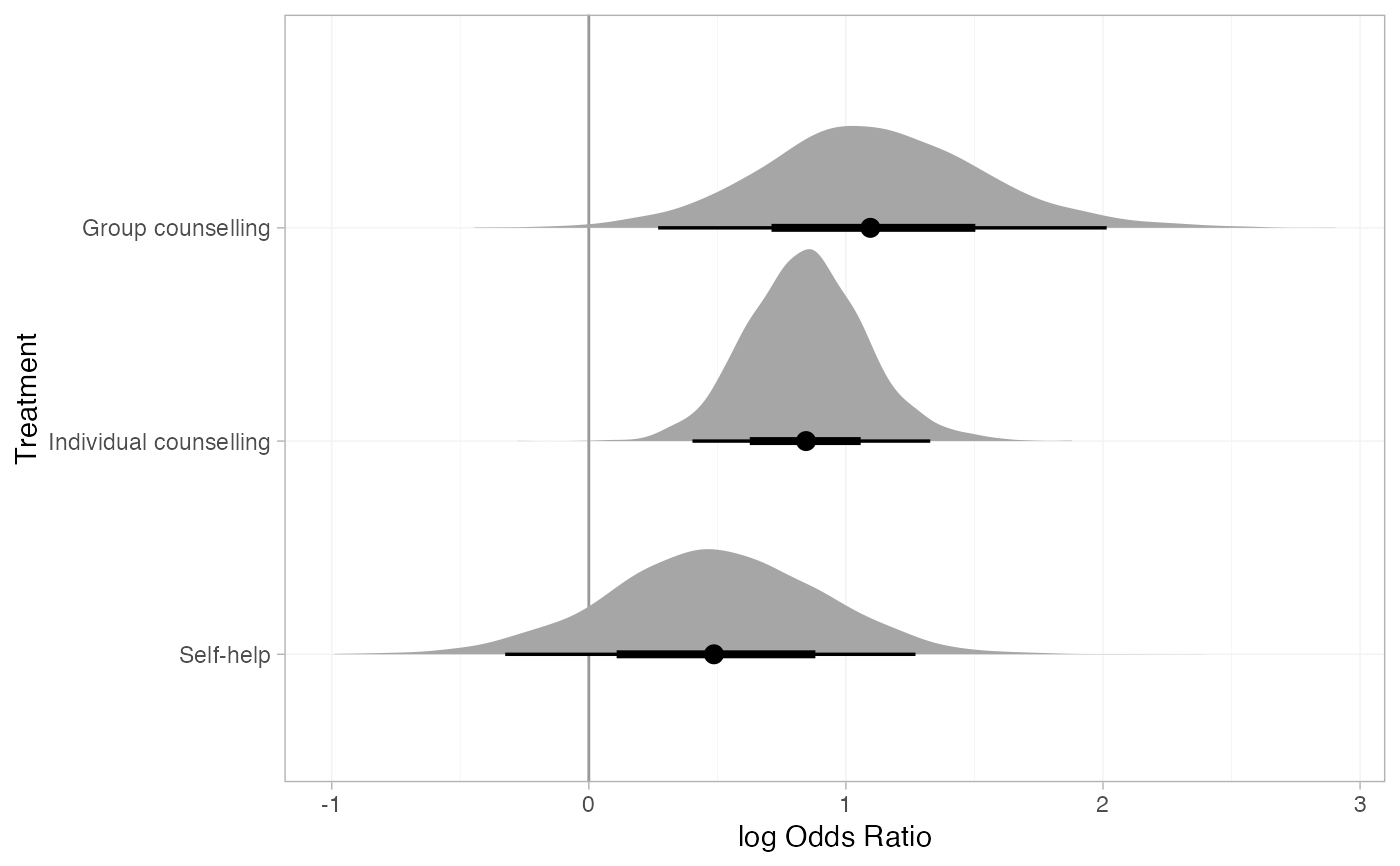 Treatment
Group counselling
Individual counselling
Self-help
-1 0 1 2 3
log Odds Ratio